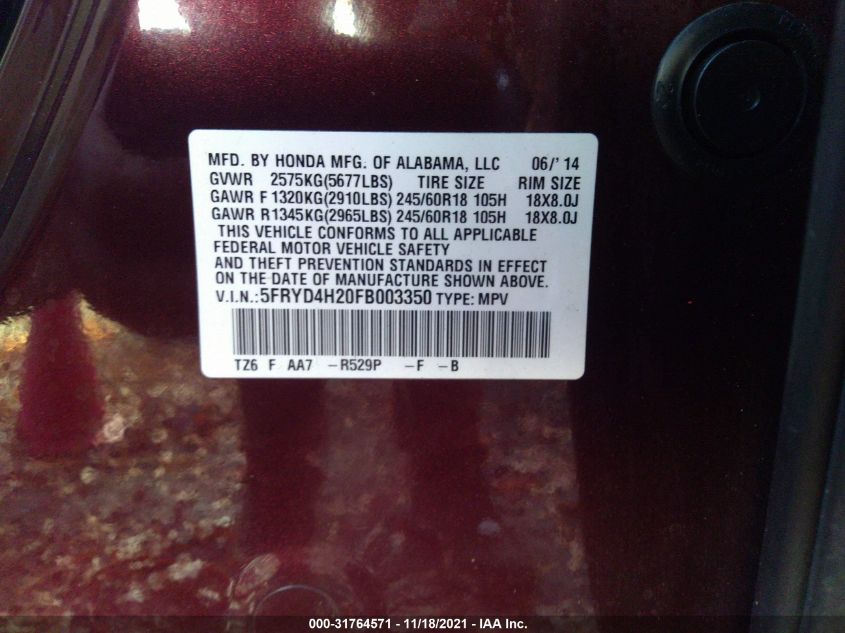 MFD. BY HONDA MFG. OF ALABAMA, LLC 06/' 14
GVWR 2575KG(5677LBS) TIRE SIZE RIM SIZE
GAWR F 1320KG(2910LBS) 245/60R18 105H 18X8.0J
GAWR R1345KG(2965LBS) 245/60R18 105H 18X8.0J
THIS VEHICLE CONFORMS TO ALL APPLICABLE
FEDERAL MOTOR VEHICLE SAFETY
AND THEFT PREVENTION STANDARDS IN EFFECT
ON THE DATE OF MANUFACTURE SHOWN ABOVE.
V.I.N.:5FRYD4H20FB003350 TYPE: MPV
TZ6 F AA7 -R529P -F -B
000-31764571 - 11/18/2021 - IAA Inc.